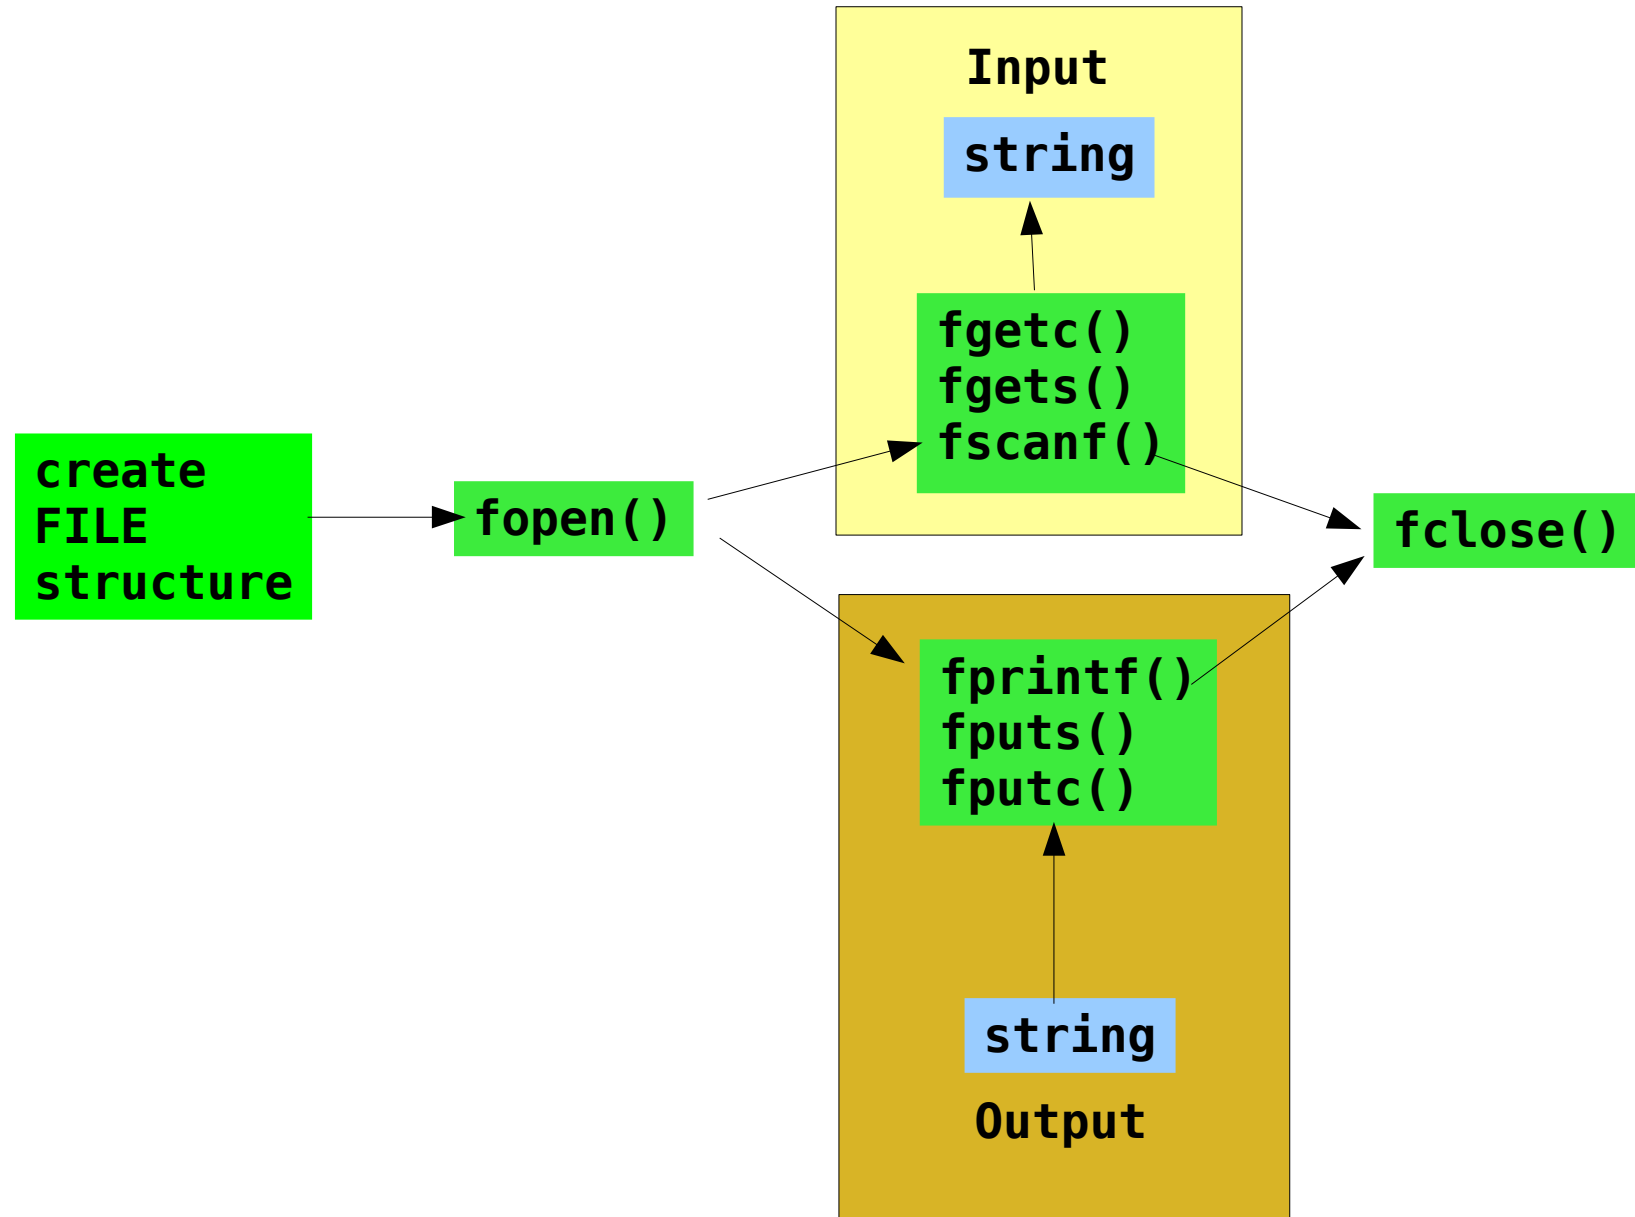 create
FILE
structure
fopen()
Input
string
fgetc()
fgets()
fscanf()
fprintf()
fputs()
fputc()
string
Output
fclose()